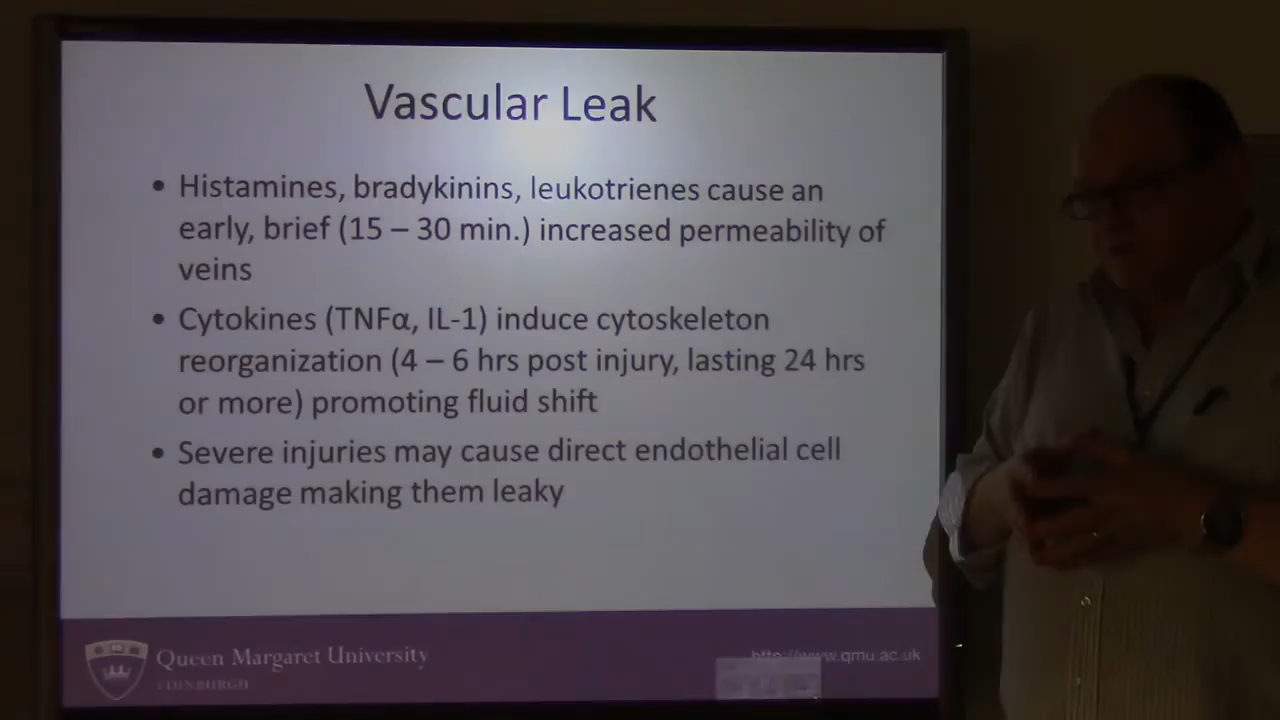 Vascular Leak
• Histamines, bradykinins, leukotrienes cause an
early, brief (15 – 30 min.) increased permeability of
veins
• Cytokines (TNFα, IL-1) induce cytoskeleton
reorganization (4 – 6 hrs post injury, lasting 24 hrs
or more) promoting fluid shift
• Severe injuries may cause direct endothelial cell
damage making them leaky
Queen Margaret University
EDINBURGH
http://www.qmu.ac.uk